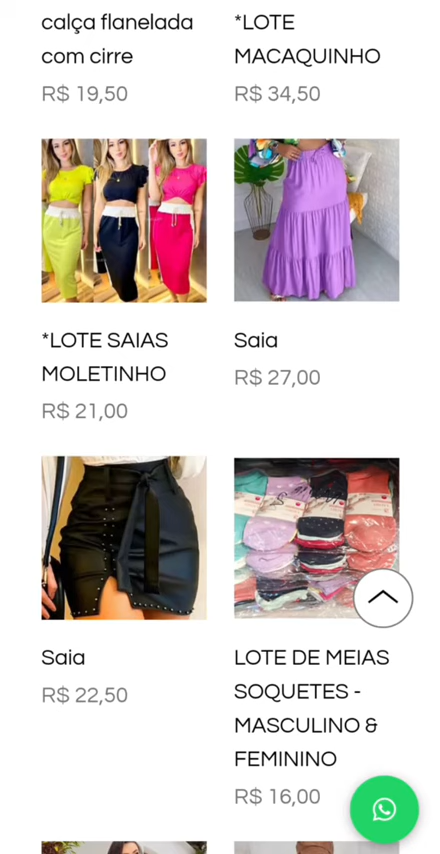 calça flanelada
com cirre
R$ 19,50
*LOTE
MACAQUINHO
R$ 34,50
*LOTE SAIAS
MOLETINHO
R$ 21,00
Saia
R$ 27,00
Saia
R$ 22,50
LOTE DE MEIAS
SOQUETES -
MASCULINO &
FEMININO
R$ 16,00